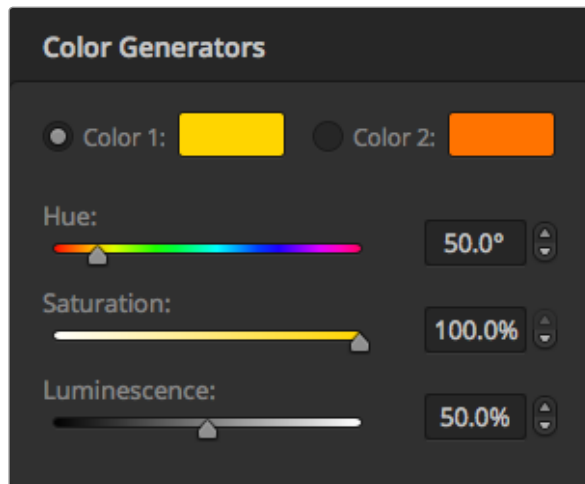 Color Generators
Color 1: Color 2:
Hue:
50.0°
Saturation:
100.0%
Luminescence:
50.0%